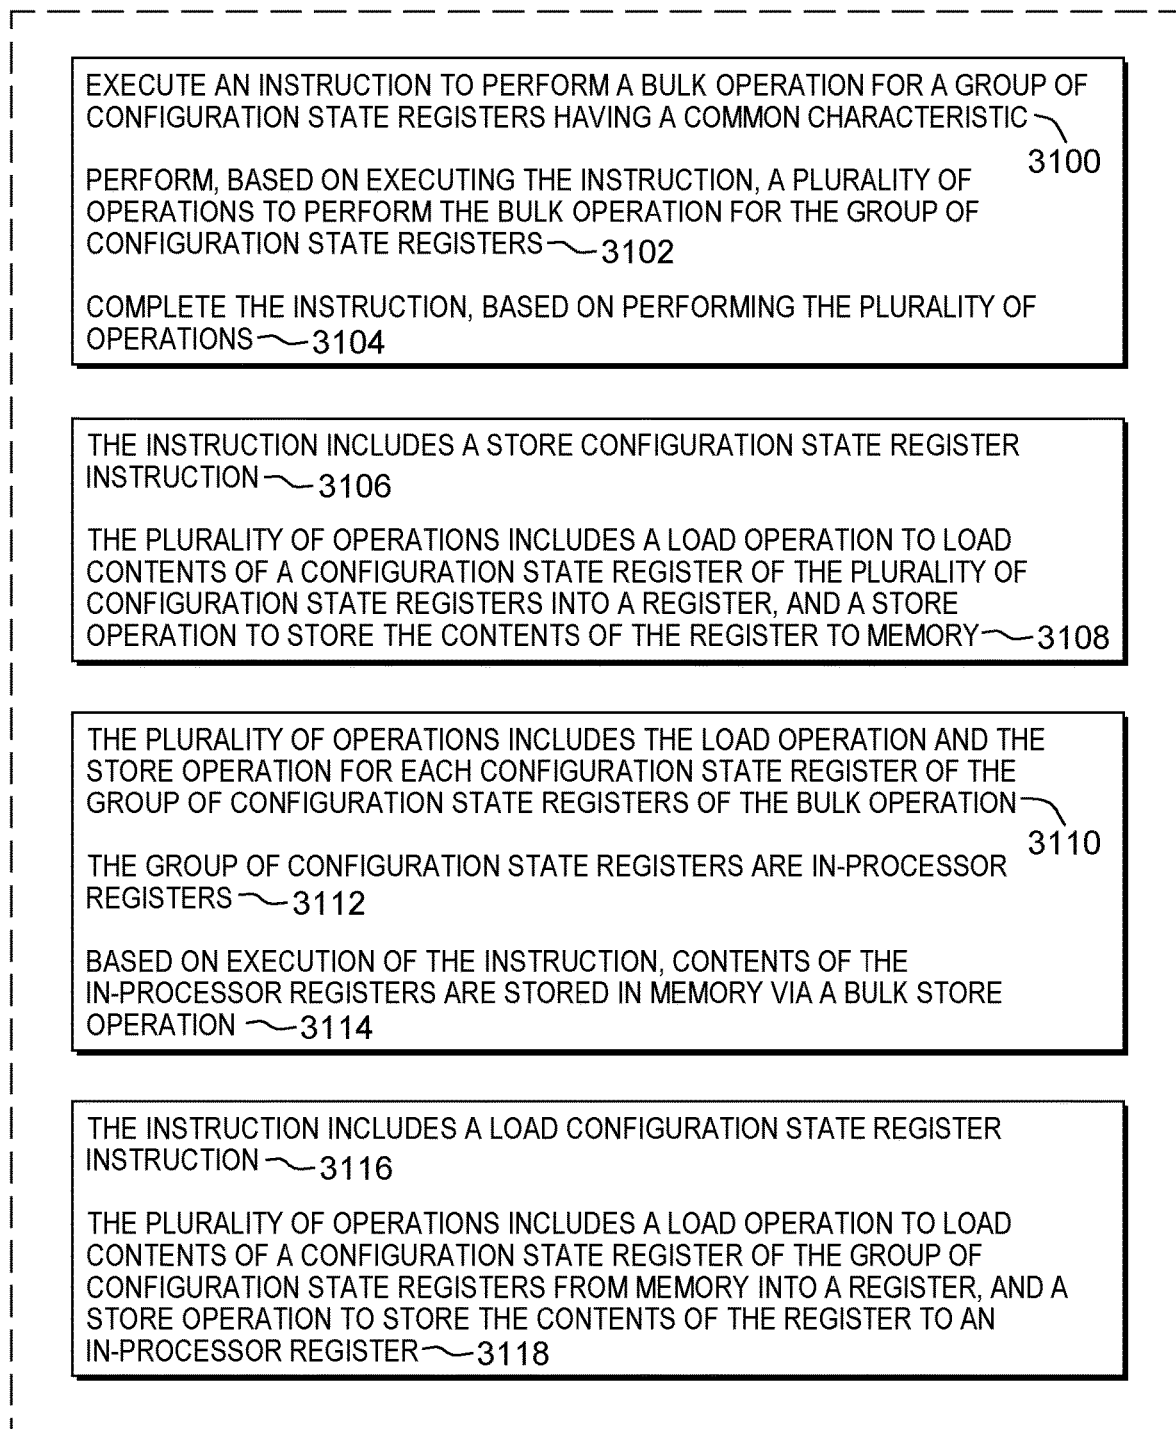 EXECUTE AN INSTRUCTION TO PERFORM A BULK OPERATION FOR A GROUP OF
CONFIGURATION STATE REGISTERS HAVING A COMMON CHARACTERISTIC
3100
PERFORM, BASED ON EXECUTING THE INSTRUCTION, A PLURALITY OF
OPERATIONS TO PERFORM THE BULK OPERATION FOR THE GROUP OF
CONFIGURATION STATE REGISTERS 3102
COMPLETE THE INSTRUCTION, BASED ON PERFORMING THE PLURALITY OF
OPERATIONS 3104
THE INSTRUCTION INCLUDES A STORE CONFIGURATION STATE REGISTER
INSTRUCTION 3106
THE PLURALITY OF OPERATIONS INCLUDES A LOAD OPERATION TO LOAD
CONTENTS OF A CONFIGURATION STATE REGISTER OF THE PLURALITY OF
CONFIGURATION STATE REGISTERS INTO A REGISTER, AND A STORE
OPERATION TO STORE THE CONTENTS OF THE REGISTER TO MEMORY 3108
THE PLURALITY OF OPERATIONS INCLUDES THE LOAD OPERATION AND THE
STORE OPERATION FOR EACH CONFIGURATION STATE REGISTER OF THE
GROUP OF CONFIGURATION STATE REGISTERS OF THE BULK OPERATION
3110
THE GROUP OF CONFIGURATION STATE REGISTERS ARE IN-PROCESSOR
REGISTERS 3112
BASED ON EXECUTION OF THE INSTRUCTION, CONTENTS OF THE
IN-PROCESSOR REGISTERS ARE STORED IN MEMORY VIA A BULK STORE
OPERATION 3114
THE INSTRUCTION INCLUDES A LOAD CONFIGURATION STATE REGISTER
INSTRUCTION 3116
THE PLURALITY OF OPERATIONS INCLUDES A LOAD OPERATION TO LOAD
CONTENTS OF A CONFIGURATION STATE REGISTER OF THE GROUP OF
CONFIGURATION STATE REGISTERS FROM MEMORY INTO A REGISTER, AND A
STORE OPERATION TO STORE THE CONTENTS OF THE REGISTER TO AN
IN-PROCESSOR REGISTER 3118